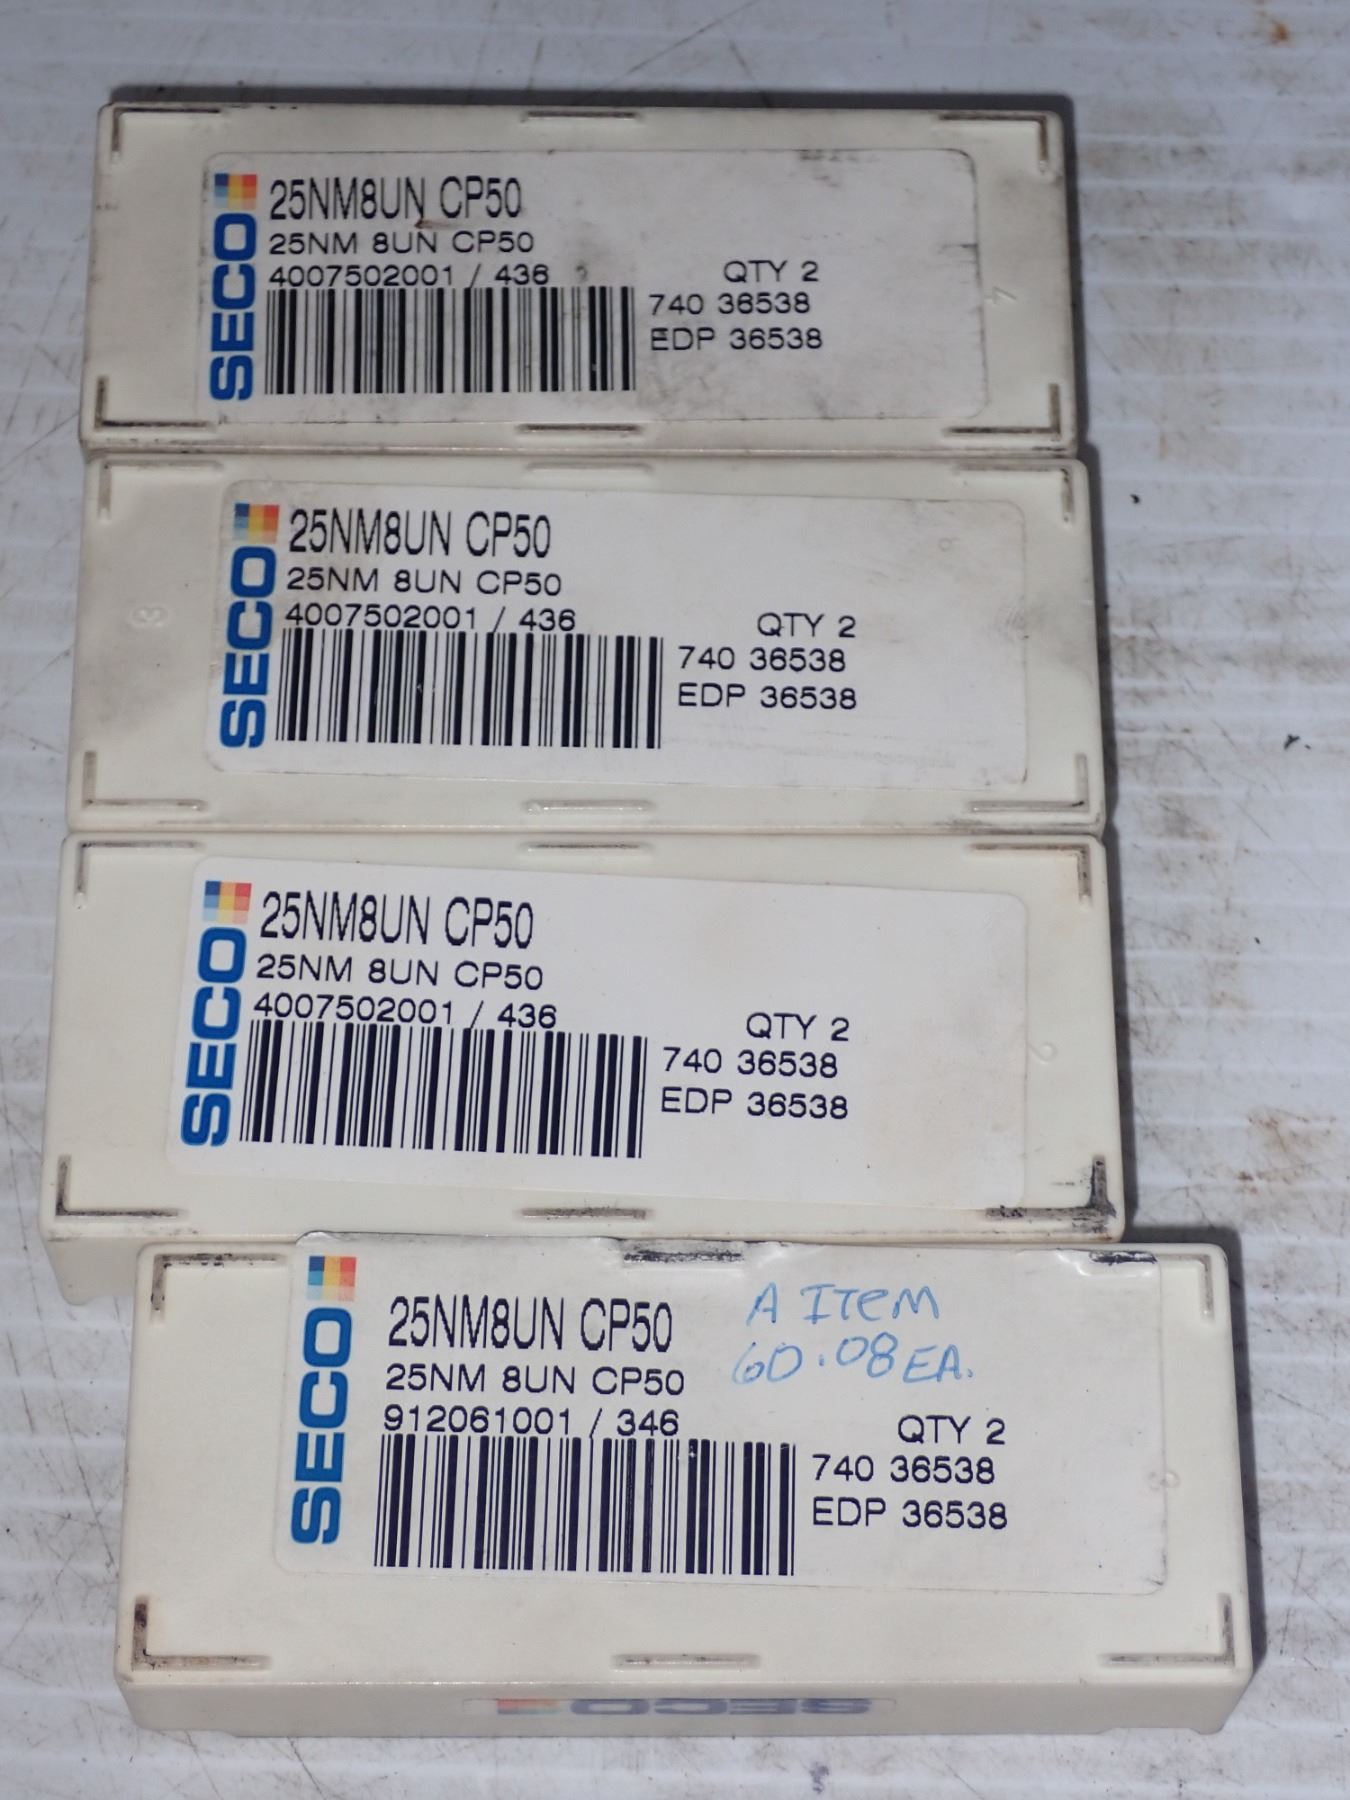 SECO
25NM8UN CP50
25NM 8UN CP50
4007502001 / 436
QTY 2
740 36538
EDP 36538
SECO
25NM8UN CP50
25NM 8UN CP50
4007502001 / 436
QTY 2
740 36538
EDP 36538
SECO
25NM8UN CP50
25NM 8UN CP50
4007502001 / 436
QTY 2
740 36538
EDP 36538
SECO
25NM8UN CP50
A ITEM
60.08 EA.
25NM 8UN CP50
912061001 / 346
QTY 2
740 36538
EDP 36538
SECO